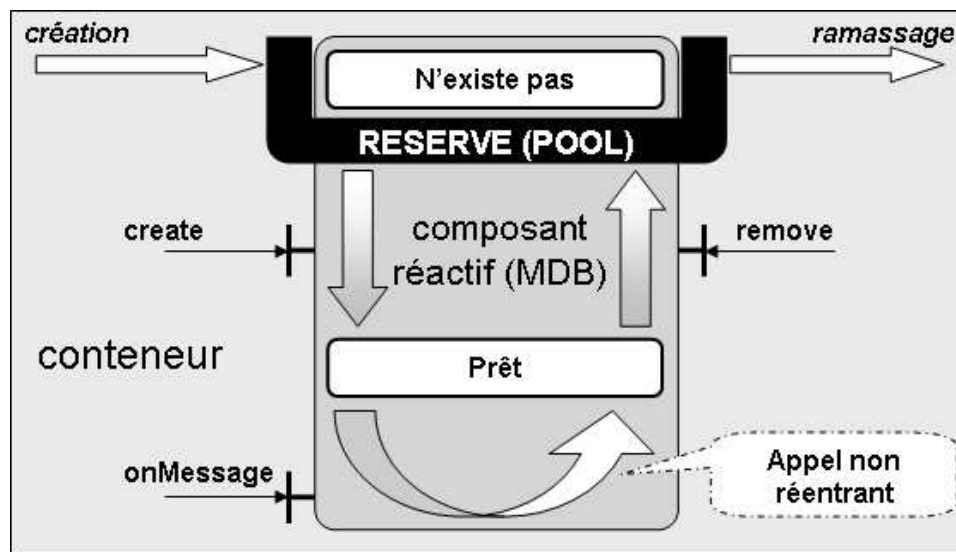 création
ramassage
N'existe pas
RESERVE (POOL)
create
composant
réactif (MDB)
remove
conteneur
Prêt
onMessage
Appel non
réentrant